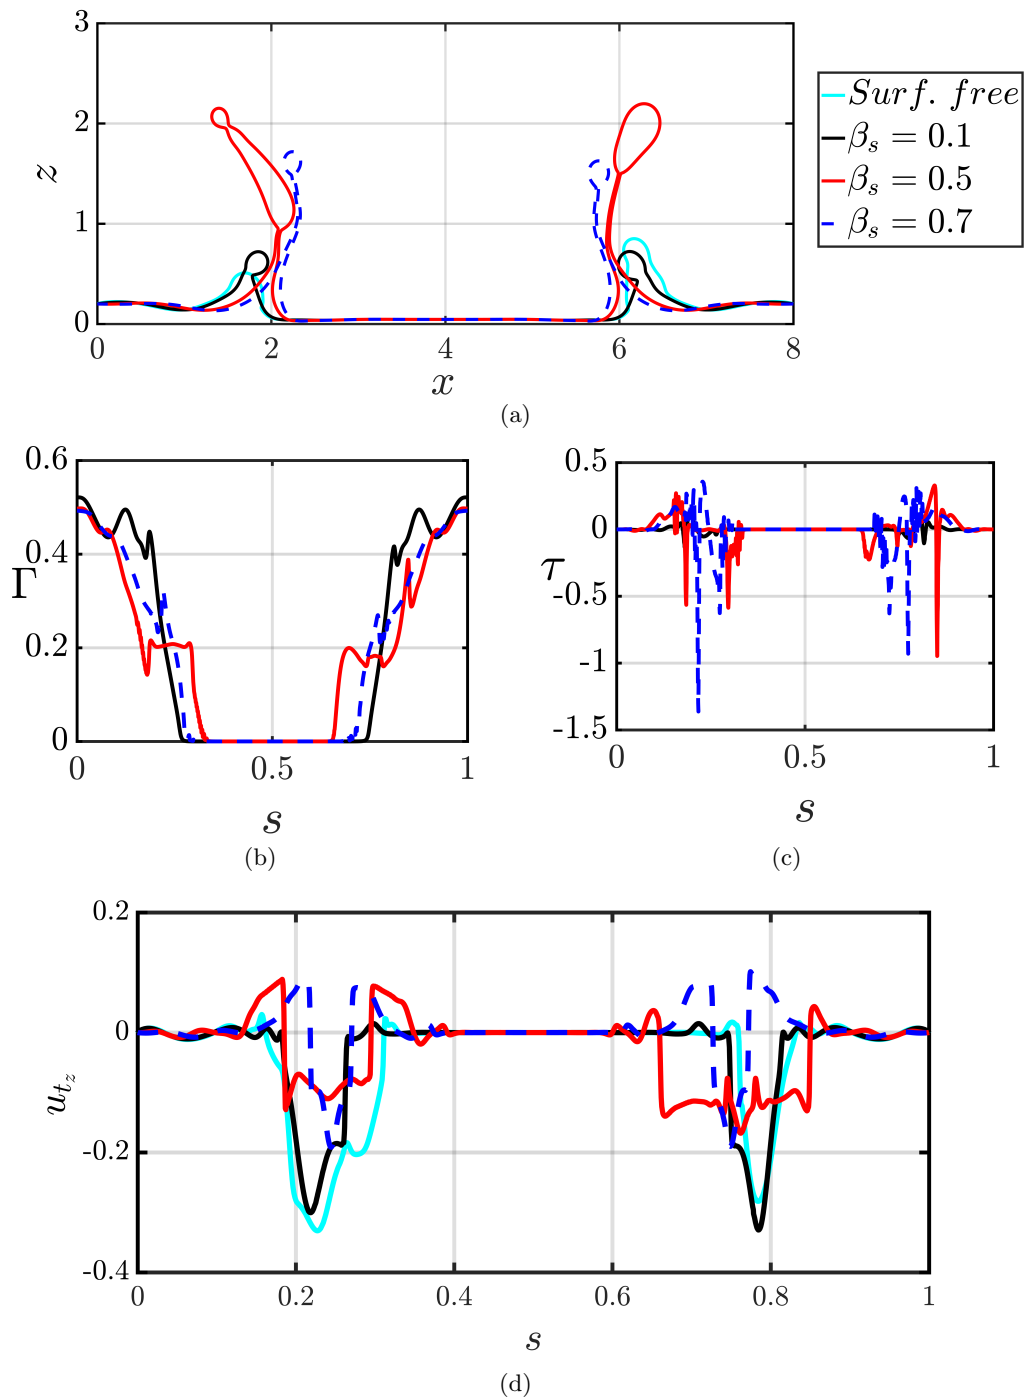 3
2
1
0
z
0 2 4 6 8
x
Surf. free
β_s = 0.1
β_s = 0.5
β_s = 0.7
(a)
0.6
0.4
0.2
0
Γ
0 0.5 1
s
(b)
0.5
0
-0.5
-1
-1.5
τ
0 0.5 1
s
(c)
0.2
0
-0.2
-0.4
u_{t_z}
0 0.2 0.4 0.6 0.8 1
s
(d)